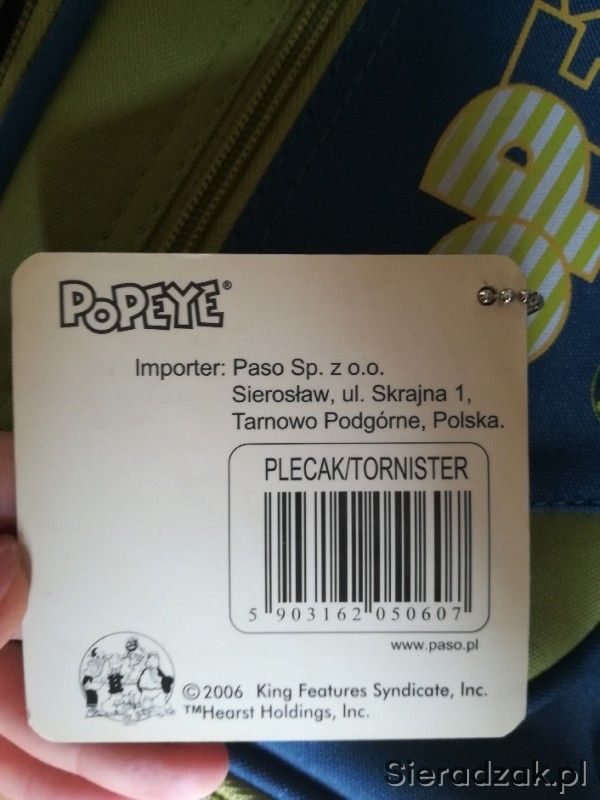 POPEYE®
Importer: Paso Sp. z o.o.
Sierosław, ul. Skrajna 1,
Tarnowo Podgórne, Polska.
PLECAK/TORNISTER
5 903162 050607
www.paso.pl
©2006 King Features Syndicate, Inc.
™Hearst Holdings, Inc.
Sieradzak.pl